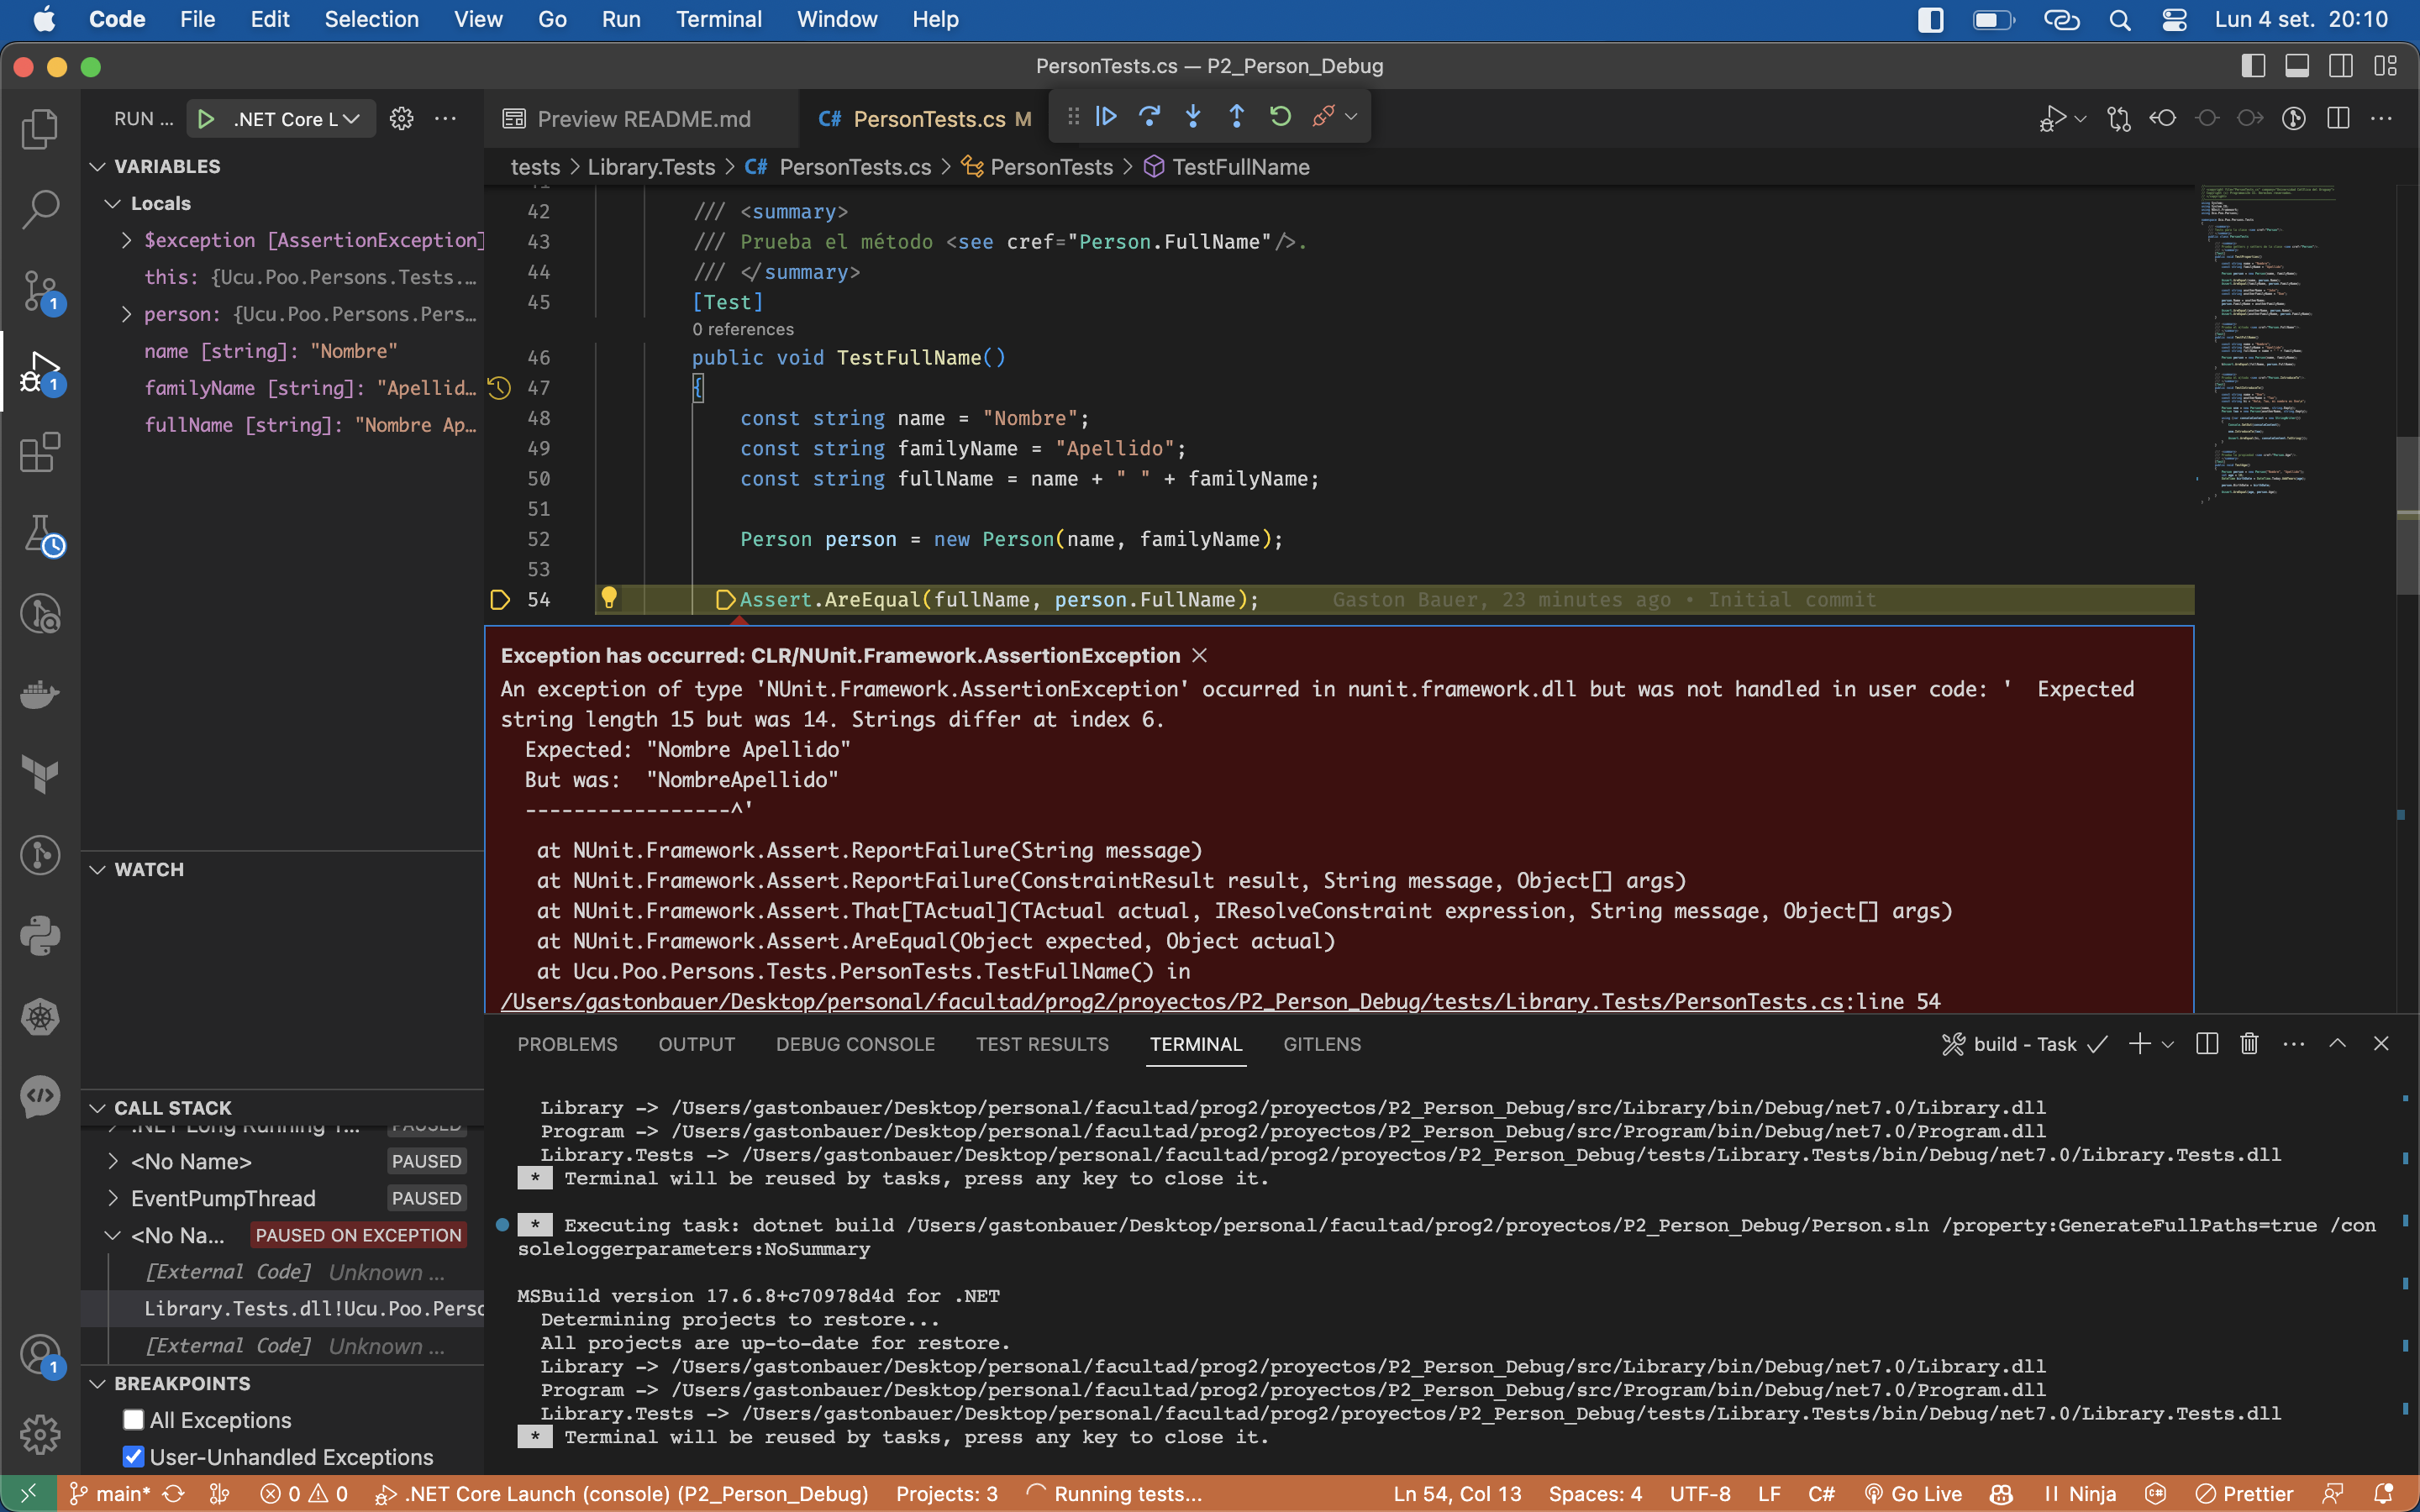 Code File Edit Selection View Go Run Terminal Window Help Lun 4 set. 20:10
PersonTests.cs — P2_Person_Debug
RUN ... .NET Core L
Preview README.md
C# PersonTests.cs M
tests > Library.Tests > C# PersonTests.cs > PersonTests > TestFullName
VARIABLES
Locals
$exception [AssertionException]
this: {Ucu.Poo.Persons.Tests....
person: {Ucu.Poo.Persons.Pers...
name [string]: "Nombre"
familyName [string]: "Apellid...
fullName [string]: "Nombre Ap...
WATCH
CALL STACK
.NET Long Running T... PAUSED
<No Name> PAUSED
EventPumpThread PAUSED
<No Na... PAUSED ON EXCEPTION
[External Code] Unknown ...
Library.Tests.dll!Ucu.Poo.Perso
[External Code] Unknown ...
BREAKPOINTS
All Exceptions
User-Unhandled Exceptions
41
42 /// <summary>
43 /// Prueba el método <see cref="Person.FullName"/>.
44 /// </summary>
45 [Test]
0 references
46 public void TestFullName()
47 {
48 const string name = "Nombre";
49 const string familyName = "Apellido";
50 const string fullName = name + " " + familyName;
51
52 Person person = new Person(name, familyName);
53
54 Assert.AreEqual(fullName, person.FullName); Gaston Bauer, 23 minutes ago • Initial commit
Exception has occurred: CLR/NUnit.Framework.AssertionException
An exception of type 'NUnit.Framework.AssertionException' occurred in nunit.framework.dll but was not handled in user code: '  Expected
string length 15 but was 14. Strings differ at index 6.
Expected: "Nombre Apellido"
But was:  "NombreApellido"
-----------------^'
at NUnit.Framework.Assert.ReportFailure(String message)
at NUnit.Framework.Assert.ReportFailure(ConstraintResult result, String message, Object[] args)
at NUnit.Framework.Assert.That[TActual](TActual actual, IResolveConstraint expression, String message, Object[] args)
at NUnit.Framework.Assert.AreEqual(Object expected, Object actual)
at Ucu.Poo.Persons.Tests.PersonTests.TestFullName() in
/Users/gastonbauer/Desktop/personal/facultad/prog2/proyectos/P2_Person_Debug/tests/Library.Tests/PersonTests.cs:line 54
PROBLEMS OUTPUT DEBUG CONSOLE TEST RESULTS TERMINAL GITLENS build - Task
Library -> /Users/gastonbauer/Desktop/personal/facultad/prog2/proyectos/P2_Person_Debug/src/Library/bin/Debug/net7.0/Library.dll
Program -> /Users/gastonbauer/Desktop/personal/facultad/prog2/proyectos/P2_Person_Debug/src/Program/bin/Debug/net7.0/Program.dll
Library.Tests -> /Users/gastonbauer/Desktop/personal/facultad/prog2/proyectos/P2_Person_Debug/tests/Library.Tests/bin/Debug/net7.0/Library.Tests.dll
* Terminal will be reused by tasks, press any key to close it.
* Executing task: dotnet build /Users/gastonbauer/Desktop/personal/facultad/prog2/proyectos/P2_Person_Debug/Person.sln /property:GenerateFullPaths=true /con
soleloggerparameters:NoSummary
MSBuild version 17.6.8+c70978d4d for .NET
Determining projects to restore...
All projects are up-to-date for restore.
Library -> /Users/gastonbauer/Desktop/personal/facultad/prog2/proyectos/P2_Person_Debug/src/Library/bin/Debug/net7.0/Library.dll
Program -> /Users/gastonbauer/Desktop/personal/facultad/prog2/proyectos/P2_Person_Debug/src/Program/bin/Debug/net7.0/Program.dll
Library.Tests -> /Users/gastonbauer/Desktop/personal/facultad/prog2/proyectos/P2_Person_Debug/tests/Library.Tests/bin/Debug/net7.0/Library.Tests.dll
* Terminal will be reused by tasks, press any key to close it.
main* 0 0 .NET Core Launch (console) (P2_Person_Debug) Projects: 3 Running tests... Ln 54, Col 13 Spaces: 4 UTF-8 LF C# Go Live Ninja Prettier